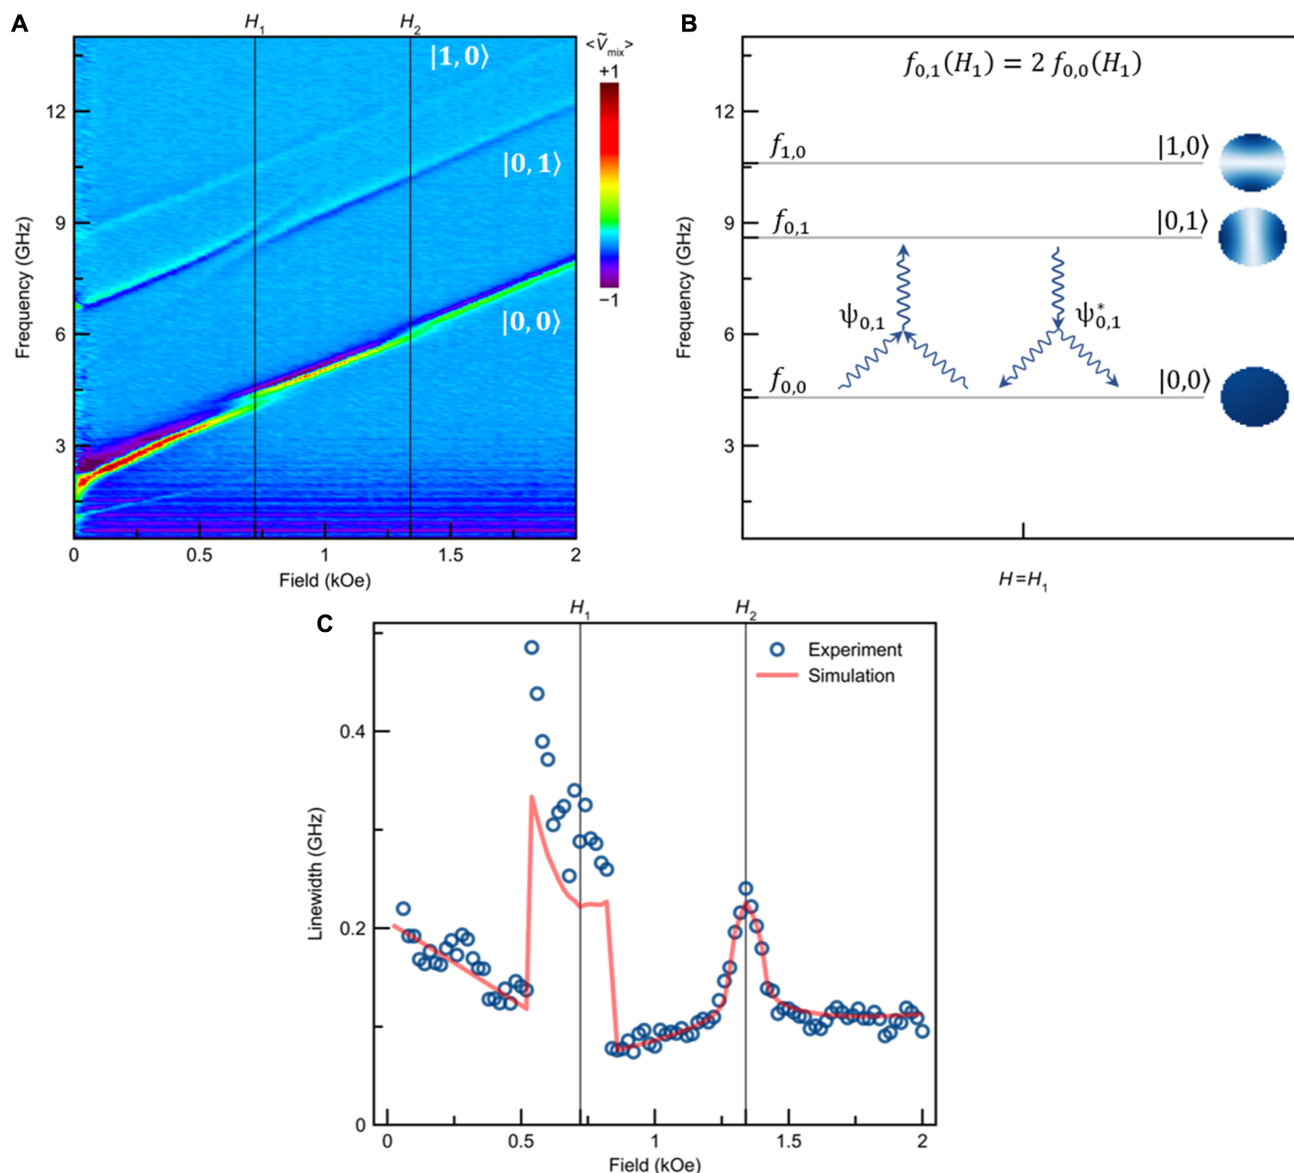 A
H₁
H₂
<Ṽmix>
+1
−1
|1,0⟩
|0,1⟩
|0,0⟩
12
9
6
3
Frequency (GHz)
0
0.5
1
1.5
2
Field (kOe)
B
f₀,₁(H₁) = 2 f₀,₀(H₁)
12
f₁,₀
|1,0⟩
9
f₀,₁
|0,1⟩
Frequency (GHz)
6
ψ₀,₁
ψ*₀,₁
f₀,₀
|0,0⟩
3
H=H₁
C
H₁
H₂
Experiment
Simulation
0.4
0.2
0
Linewidth (GHz)
0
0.5
1
1.5
2
Field (kOe)